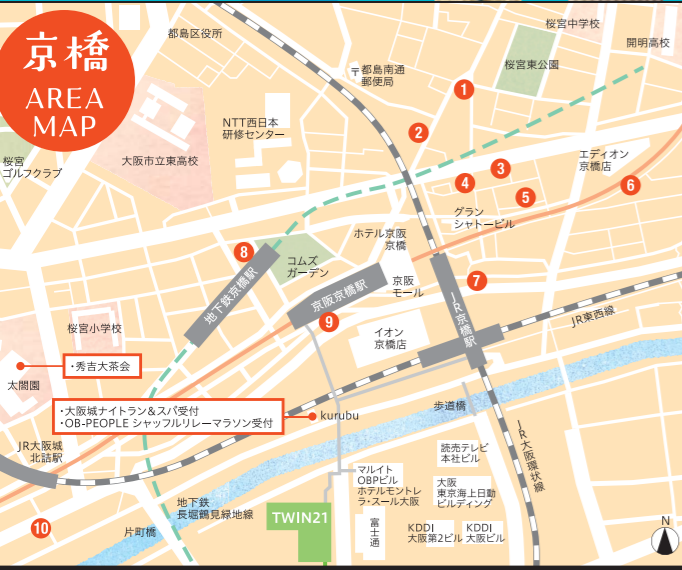 京橋
AREA
MAP
都島区役所
桜宮中学校
開明高校
桜宮東公園
〒都島南通
郵便局
1
NTT西日本
研修センター
2
大阪市立東高校
桜宮
ゴルフクラブ
エディオン
京橋店
3
4
5
6
グラン
シャトービル
ホテル京阪
京橋
8
コムズ
ガーデン
地下鉄京橋駅
京阪京橋駅
京阪
モール
7
JR京橋駅
9
イオン
京橋店
JR東西線
桜宮小学校
・秀吉大茶会
太閤園
・大阪城ナイトラン&スパ受付
・OB-PEOPLE シャッフルリレーマラソン受付
kurubu
歩道橋
JR大阪環状線
JR大阪城
北詰駅
読売テレビ
本社ビル
マルイト
OBPビル
ホテルモントレ
ラ・スール大阪
大阪
東京海上日動
ビルディング
地下鉄
長堀鶴見緑地線
TWIN21
富士通
KDDI
大阪第2ビル
KDDI
大阪ビル
10
片町橋
N